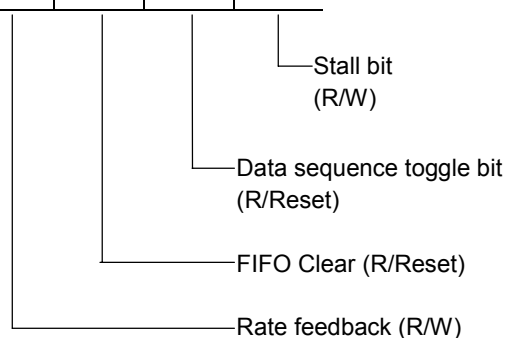 Stall bit
(R/W)
Data sequence toggle bit
(R/Reset)
FIFO Clear (R/Reset)
Rate feedback (R/W)